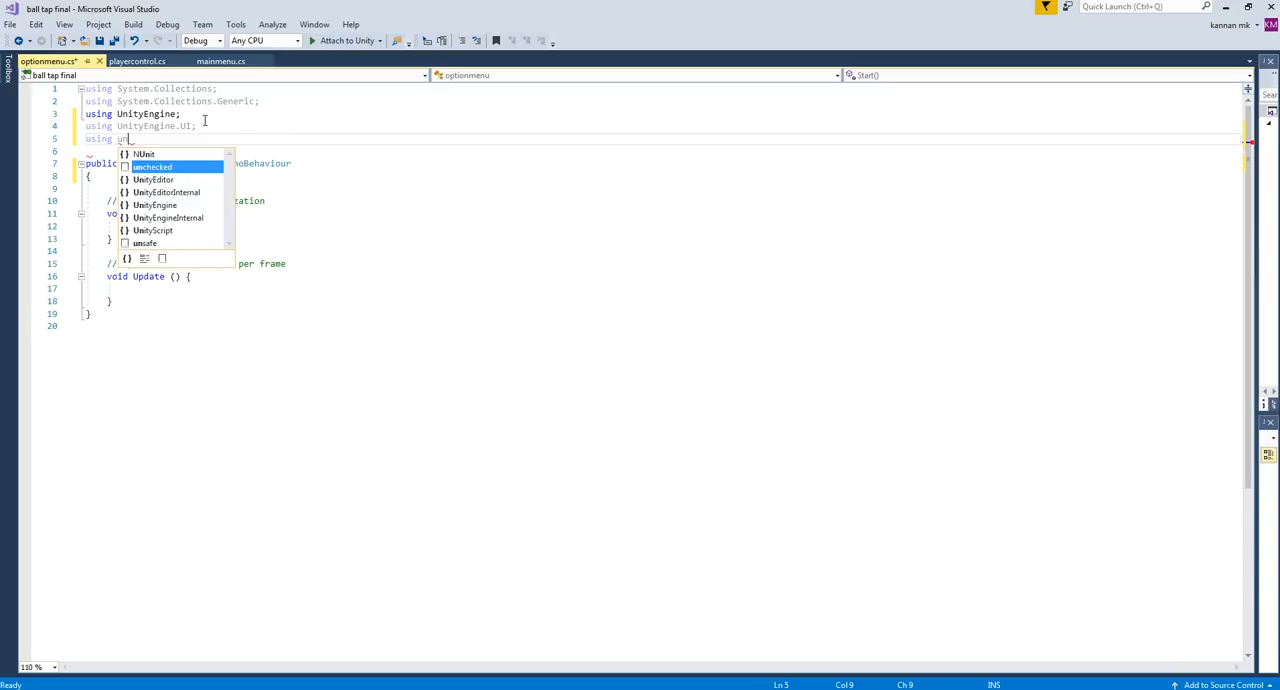 ball tap final - Microsoft Visual Studio
Quick Launch (Ctrl+Q)
File Edit View Project Build Debug Team Tools Analyze Window Help
kannan mk KM
Debug Any CPU Attach to Unity
optionmenu.cs* playercontrol.cs mainmenu.cs
ball tap final optionmenu Start()
Toolbox
Sear
1 using System.Collections;
2 using System.Collections.Generic;
3 using UnityEngine;
4 using UnityEngine.UI;
5 using un
6
NUnit
7 public noBehaviour
unchecked
8 {
UnityEditor
9
UnityEditorInternal
10 // zation
UnityEngine
11 vo
UnityEngineInternal
12
UnityScript
13 }
unsafe
14
15 // per frame
16 void Update () {
17
18 }
19 }
20
110 %
Ready Ln 5 Col 9 Ch 9 INS Add to Source Control